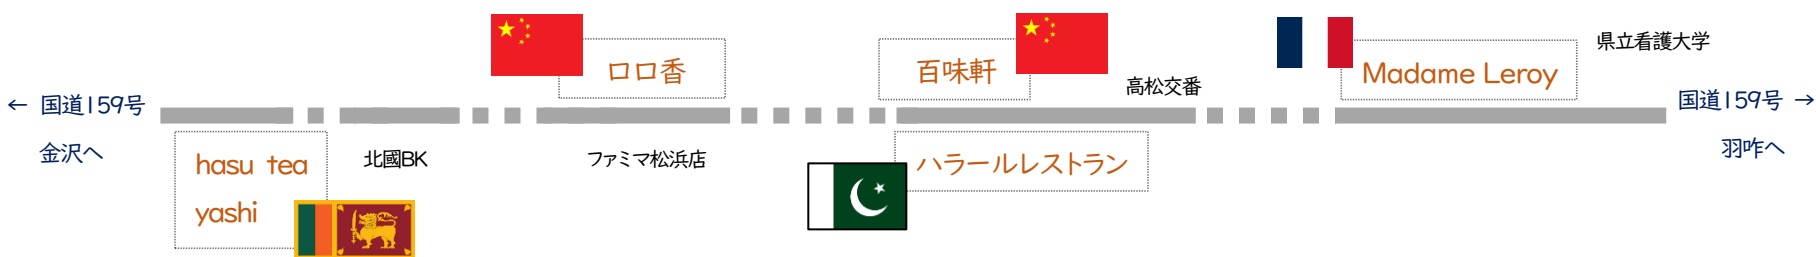 ← 国道159号
金沢へ
hasu tea
yashi
北國BK
口口香
ファミマ松浜店
百味軒
ハラールレストラン
高松交番
Madame Leroy
県立看護大学
国道159号 →
羽咋へ